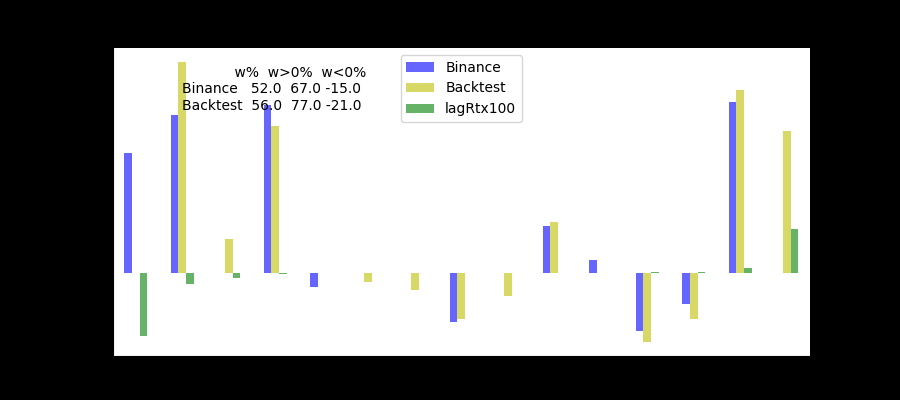 w%  w>0%  w<0%
Binance  52.0  67.0 -15.0
Backtest  56.0  77.0 -21.0
Binance
Backtest
lagRtx100